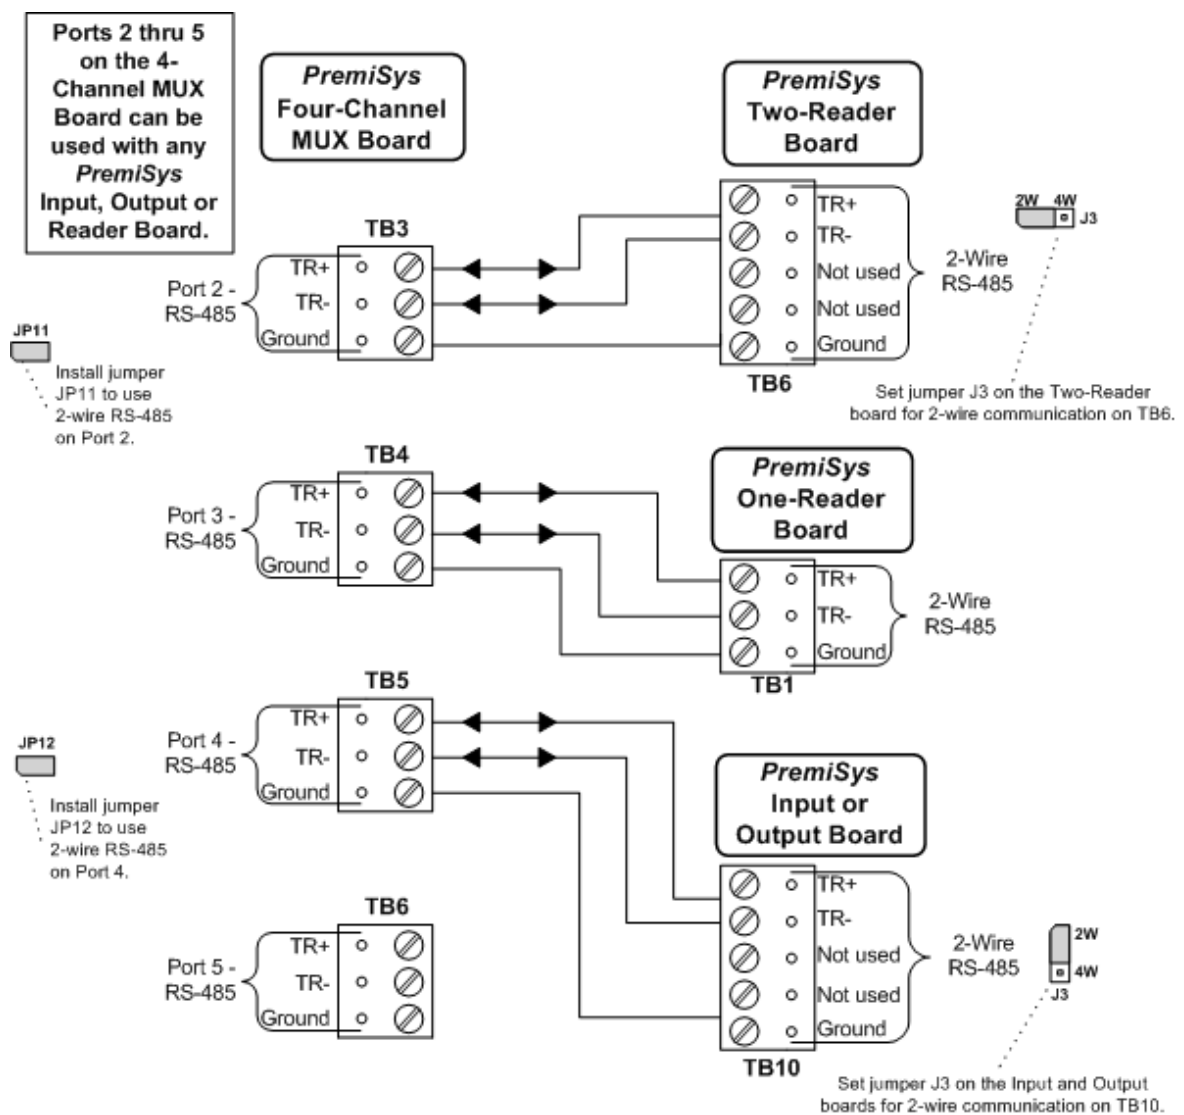 Ports 2 thru 5
on the 4-
Channel MUX
Board can be
used with any
PremiSys
Input, Output or
Reader Board.
PremiSys
Four-Channel
MUX Board
PremiSys
Two-Reader
Board
TB3
TR+
TR-
Ground
Port 2 -
RS-485
JP11
Install jumper
JP11 to use
2-wire RS-485
on Port 2.
TR+
TR-
Not used
Not used
Ground
TB6
2-Wire
RS-485
2W 4W
J3
Set jumper J3 on the Two-Reader
board for 2-wire communication on TB6.
TB4
TR+
TR-
Ground
Port 3 -
RS-485
PremiSys
One-Reader
Board
TR+
TR-
Ground
TB1
2-Wire
RS-485
TB5
TR+
TR-
Ground
Port 4 -
RS-485
JP12
Install jumper
JP12 to use
2-wire RS-485
on Port 4.
PremiSys
Input or
Output Board
TR+
TR-
Not used
Not used
Ground
TB10
2-Wire
RS-485
2W
4W
J3
Set jumper J3 on the Input and Output
boards for 2-wire communication on TB10.
TB6
TR+
TR-
Ground
Port 5 -
RS-485